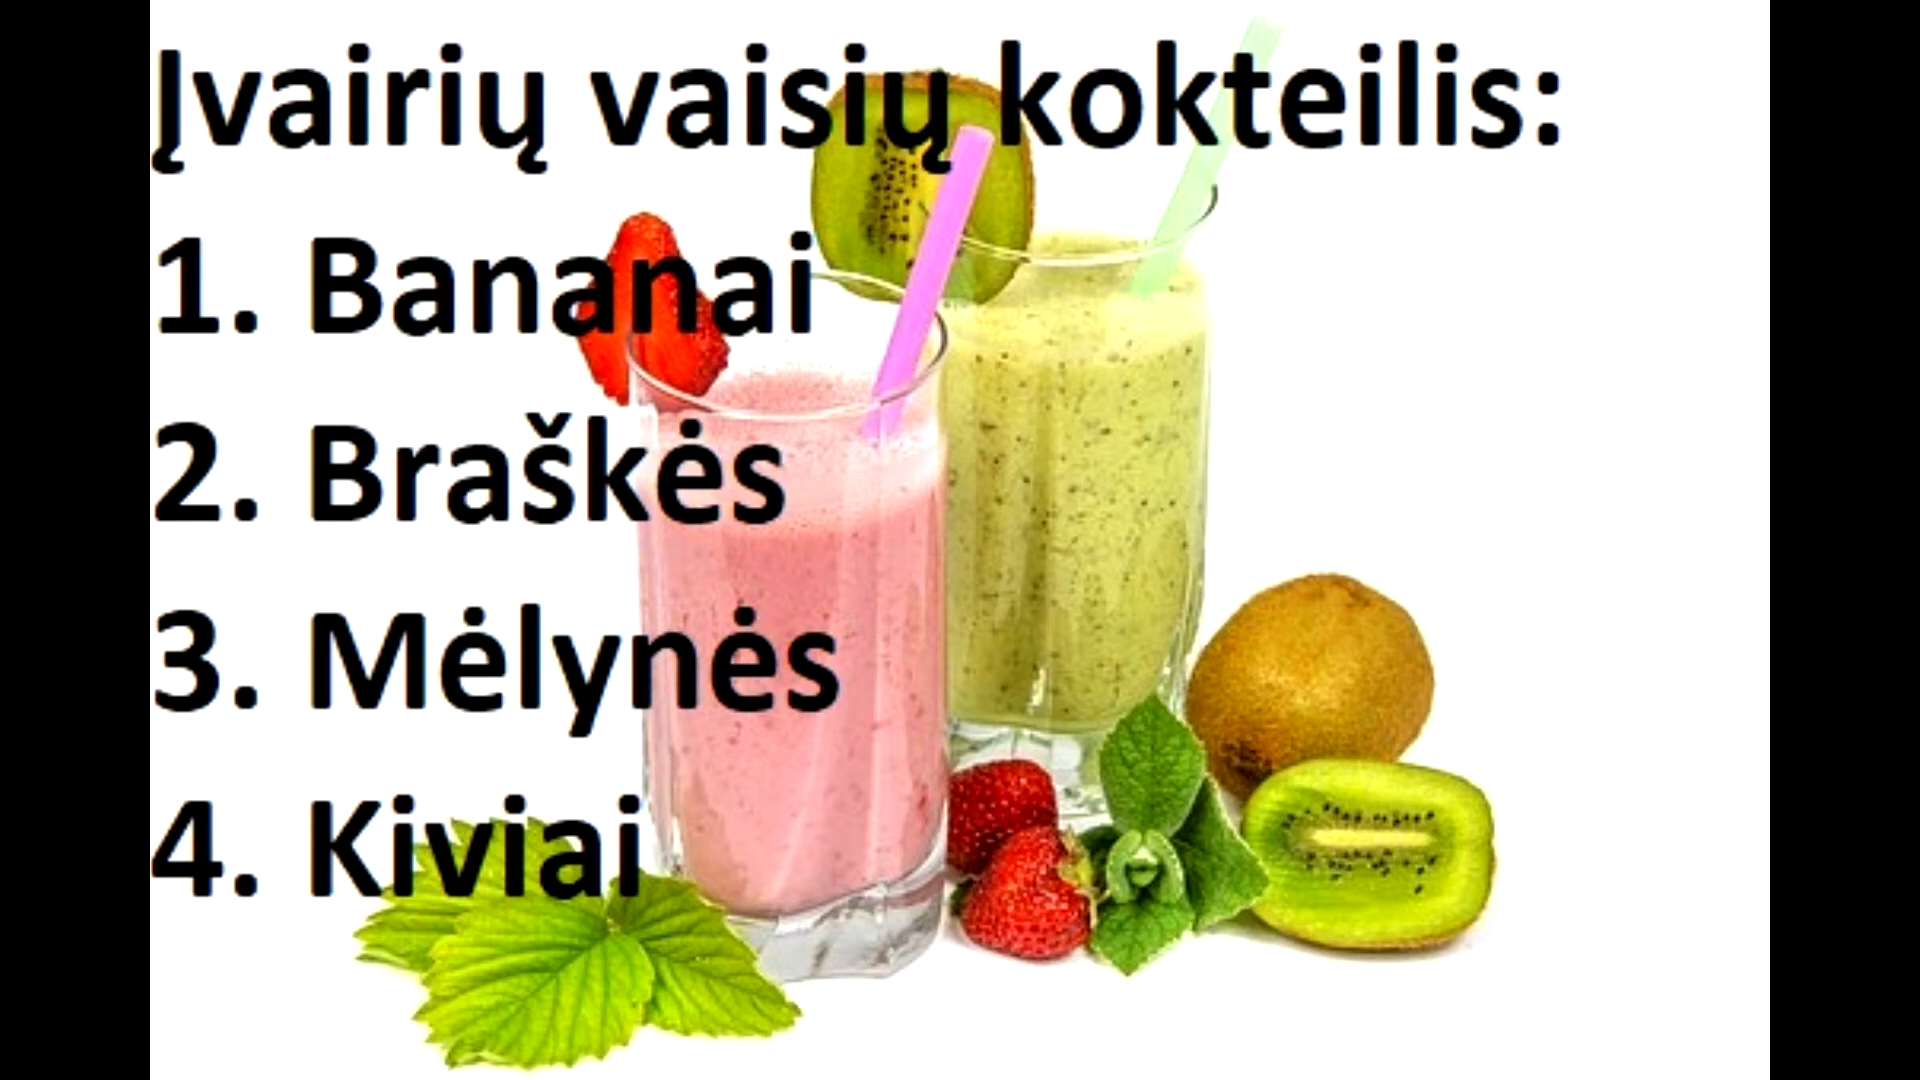 Įvairių vaisių kokteilis:
1. Bananai
2. Braškės
3. Mėlynės
4. Kiviai